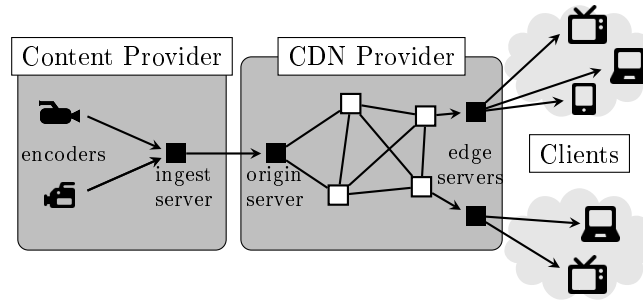 Content Provider
CDN Provider
encoders
ingest
server
origin
server
edge
servers
Clients